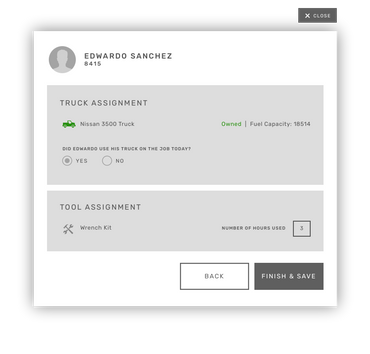 CLOSE
EDWARDO SANCHEZ
8415
TRUCK ASSIGNMENT
Nissan 3500 Truck
Owned | Fuel Capacity: 18514
DID EDWARDO USE HIS TRUCK ON THE JOB TODAY?
YES NO
TOOL ASSIGNMENT
Wrench Kit
NUMBER OF HOURS USED 3
BACK FINISH & SAVE